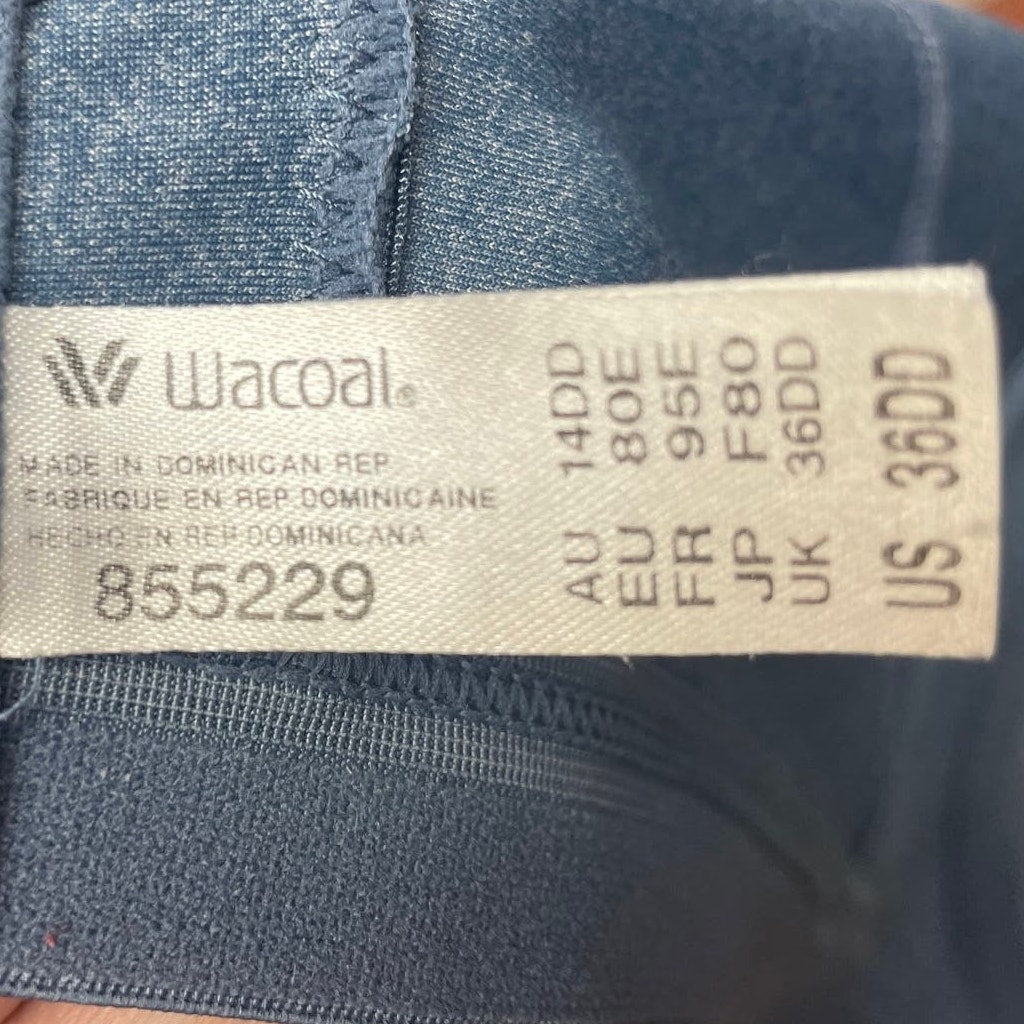 Wacoal®
MADE IN DOMINICAN REP
FABRIQUE EN REP DOMINICAINE
HECHO EN REP DOMINICANA
855229
AU 14DD
EU 80E
FR 95E
JP F80
UK 36DD
US 36DD